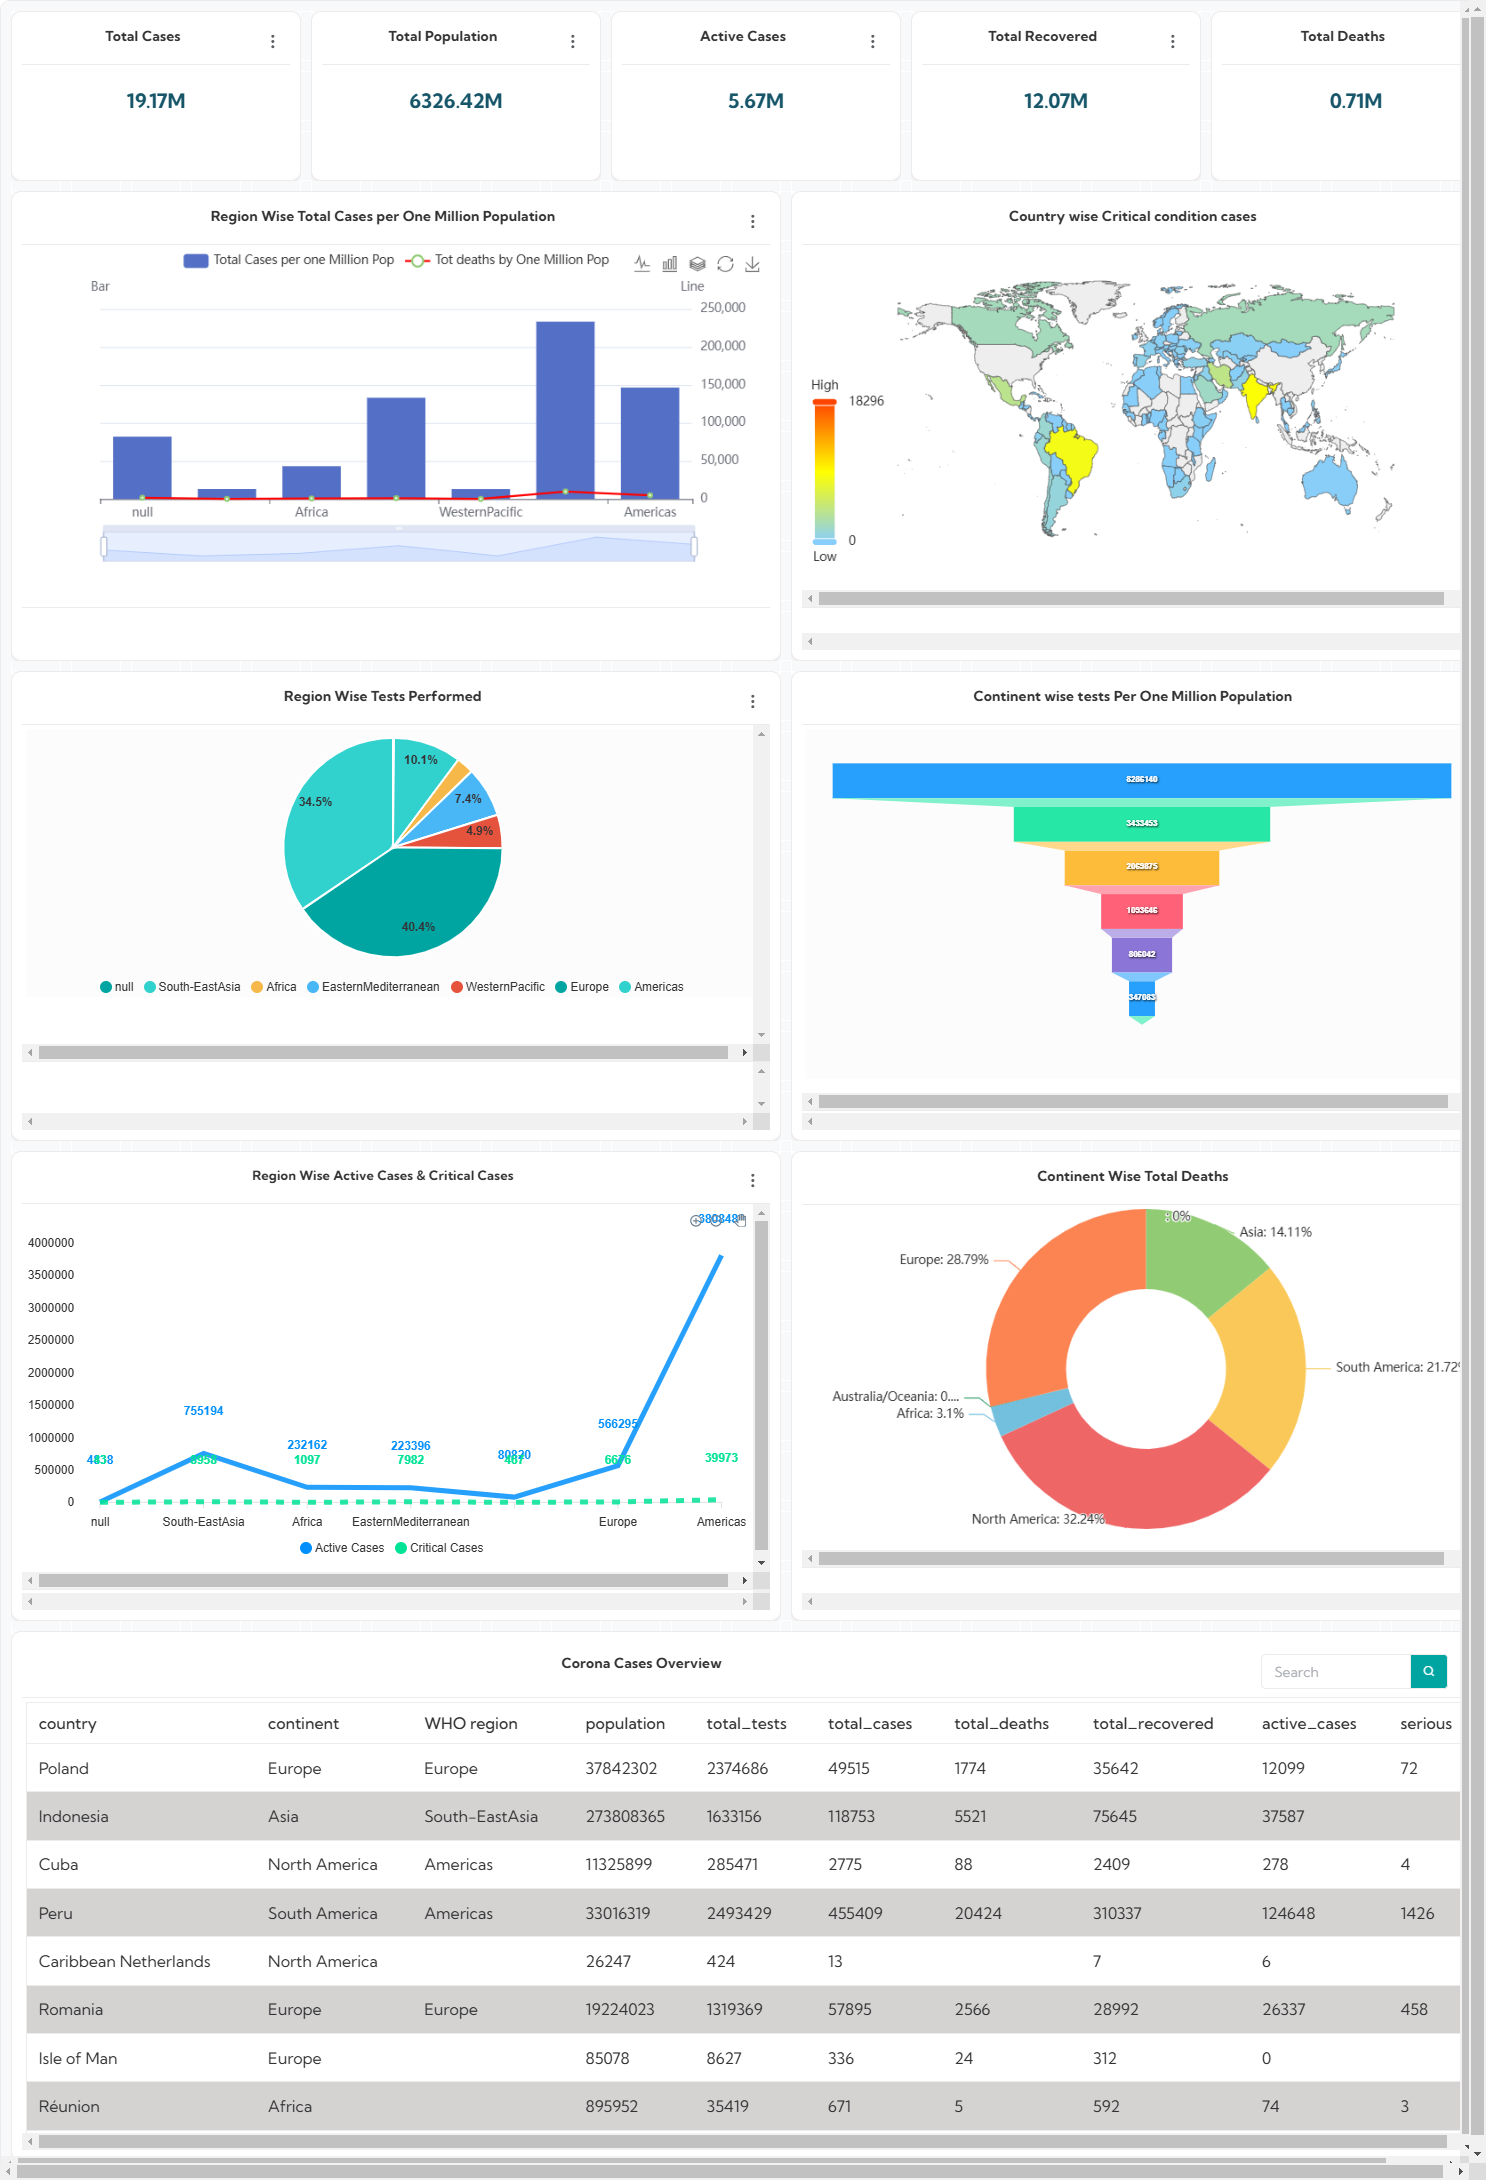 Total Cases
Total Population
Active Cases
Total Recovered
Total Deaths
19.17M
6326.42M
5.67M
12.07M
0.71M
Region Wise Total Cases per One Million Population
Total Cases per one Million Pop
Tot deaths by One Million Pop
Bar
Line
250,000
200,000
150,000
100,000
50,000
0
null
Africa
WesternPacific
Americas
Country wise Critical condition cases
High
18296
0
Low
Region Wise Tests Performed
10.1%
34.5%
7.4%
4.9%
40.4%
null
South-EastAsia
Africa
EasternMediterranean
WesternPacific
Europe
Americas
Continent wise tests Per One Million Population
8286140
3433453
2069875
1093646
806042
347083
Region Wise Active Cases & Critical Cases
4000000
3500000
3000000
2500000
2000000
1500000
1000000
500000
0
755194
232162
223396
80820
566295
1097
7982
39973
null
South-EastAsia
Africa
EasternMediterranean
Europe
Americas
Active Cases
Critical Cases
Continent Wise Total Deaths
: 0%
Asia: 14.11%
Europe: 28.79%
South America: 21.72%
Australia/Oceania: 0....
Africa: 3.1%
North America: 32.24%
Corona Cases Overview
Search
country continent WHO region population total_tests total_cases total_deaths total_recovered active_cases serious
Poland Europe Europe 37842302 2374686 49515 1774 35642 12099 72
Indonesia Asia South-EastAsia 273808365 1633156 118753 5521 75645 37587
Cuba North America Americas 11325899 285471 2775 88 2409 278 4
Peru South America Americas 33016319 2493429 455409 20424 310337 124648 1426
Caribbean Netherlands North America 26247 424 13 7 6
Romania Europe Europe 19224023 1319369 57895 2566 28992 26337 458
Isle of Man Europe 85078 8627 336 24 312 0
Réunion Africa 895952 35419 671 5 592 74 3